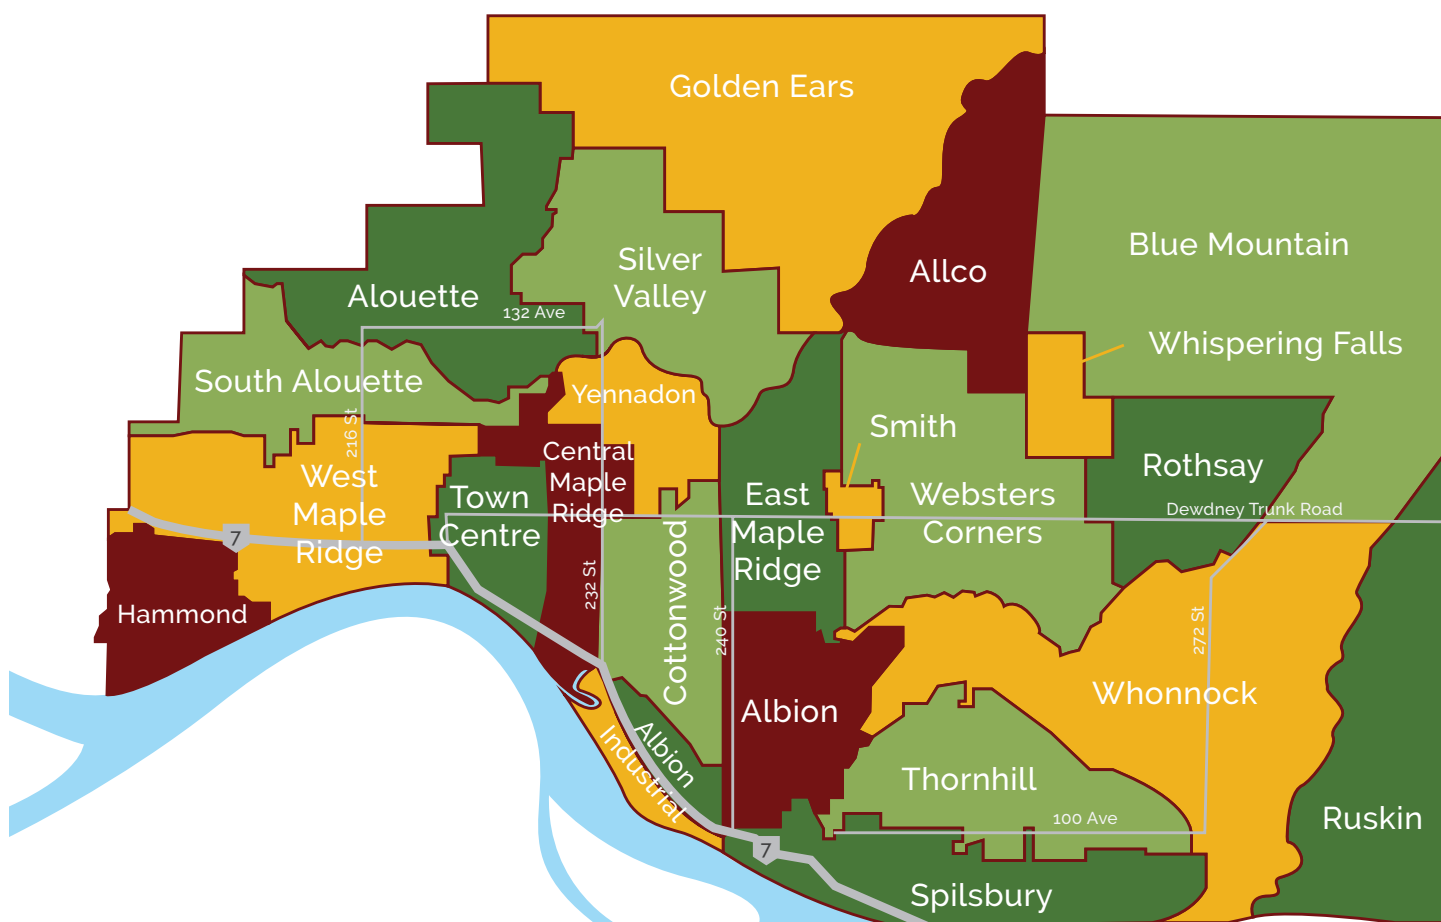 Golden Ears
Silver
Valley
Allco
Blue Mountain
Alouette
132 Ave
Whispering Falls
South Alouette
Yennadon
216 St
Smith
Central
Maple
Ridge
West
Maple
Ridge
Town
Centre
East
Maple
Ridge
Websters
Corners
Rothsay
Dewdney Trunk Road
7
Hammond
232 St
Cottonwood
240 St
272 St
Albion
Whonnock
Albion
Industrial
Thornhill
100 Ave
Ruskin
7
Spilsbury